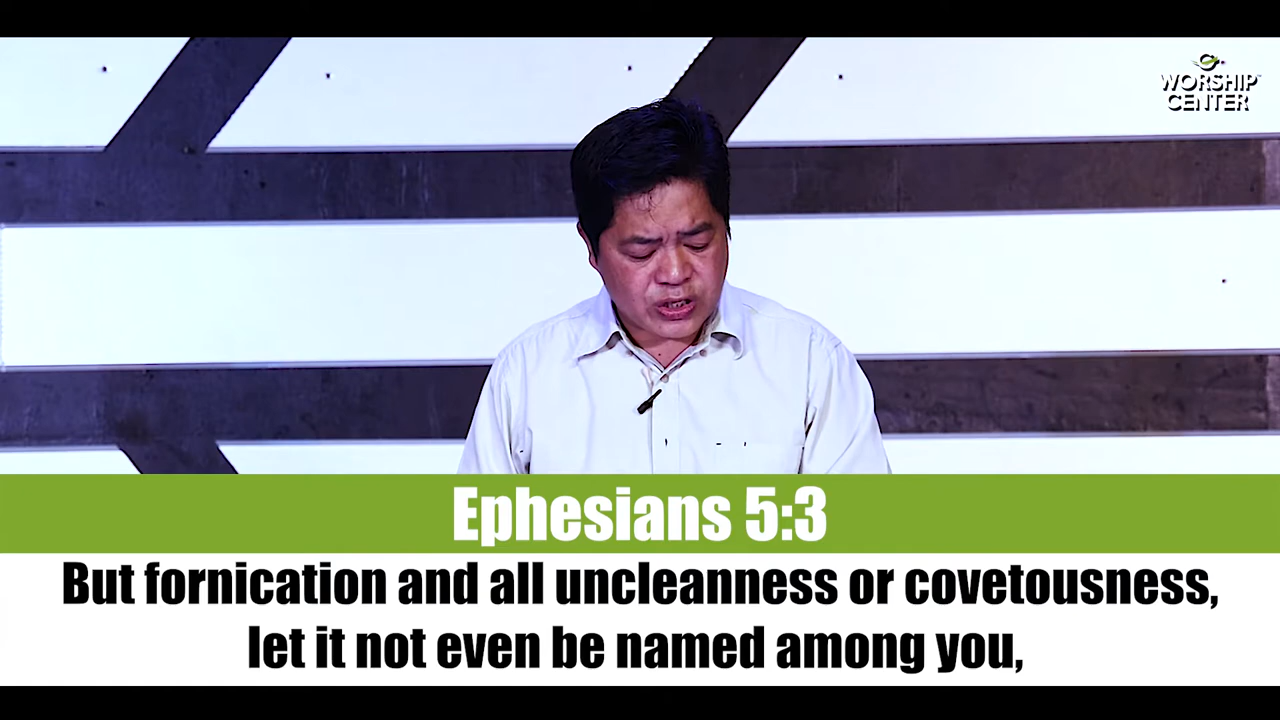 WORSHIP
CENTER
Ephesians 5:3
But fornication and all uncleanness or covetousness,
let it not even be named among you,